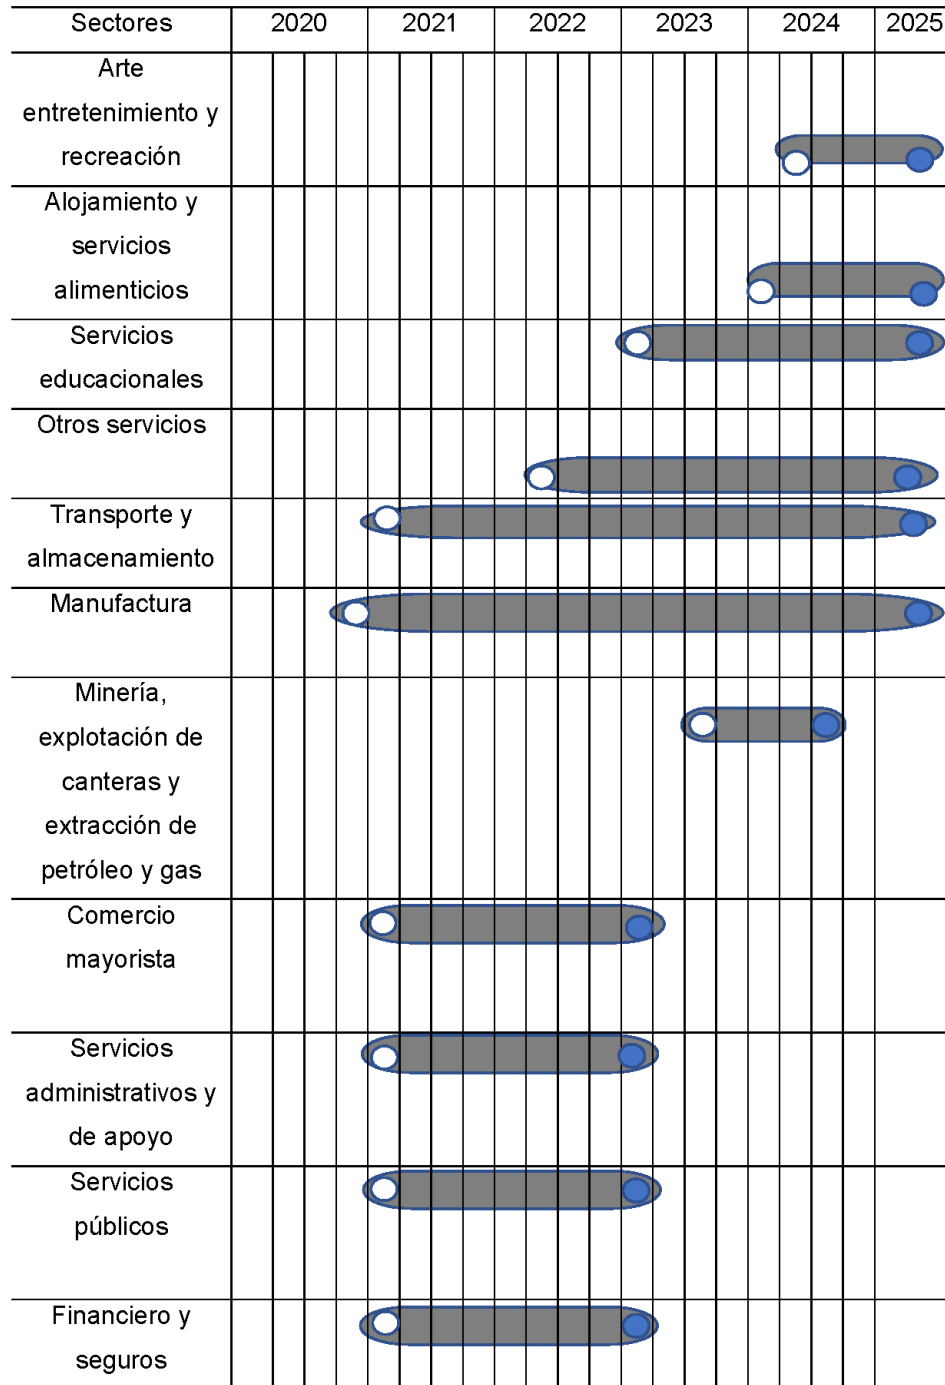 Sectores 2020 2021 2022 2023 2024 2025
Arte
entretenimiento y
recreación
Alojamiento y
servicios
alimenticios
Servicios
educacionales
Otros servicios
Transporte y
almacenamiento
Manufactura
Minería,
explotación de
canteras y
extracción de
petróleo y gas
Comercio
mayorista
Servicios
administrativos y
de apoyo
Servicios
públicos
Financiero y
seguros